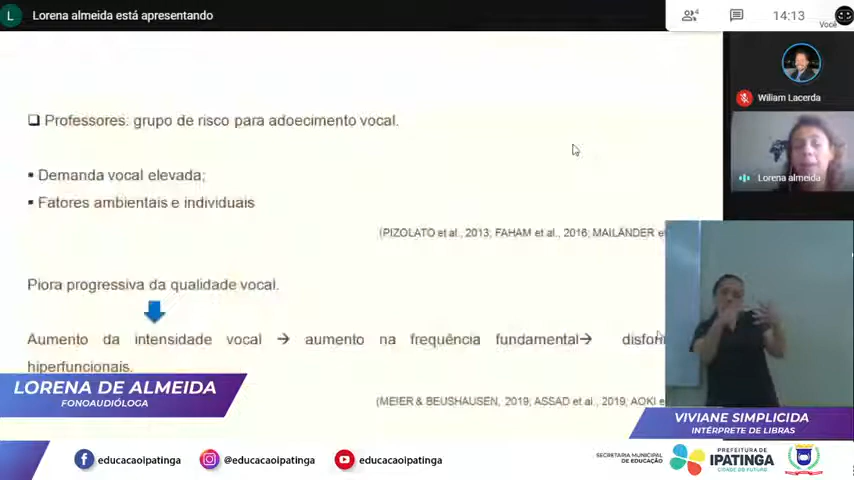 L Lorena almeida está apresentando
4
14:13
Você
Wiliam Lacerda
Lorena almeida
❑ Professores: grupo de risco para adoecimento vocal.
▪ Demanda vocal elevada;
▪ Fatores ambientais e individuais
(PIZOLATO et al., 2013; FAHAM et al., 2016; MAILÄNDER
Piora progressiva da qualidade vocal.
Aumento da intensidade vocal → aumento na frequência fundamental→
hiperfuncionais.
(MEIER & BEUSHAUSEN, 2019; ASSAD et al., 2019; AOKI
LORENA DE ALMEIDA
FONOAUDIÓLOGA
VIVIANE SIMPLICIDA
INTÉRPRETE DE LIBRAS
educacaoipatinga
@educacaoipatinga
educacaoipatinga
SECRETARIA MUNICIPAL
DE EDUCAÇÃO
PREFEITURA DE
IPATINGA
CIDADE DO FUTURO